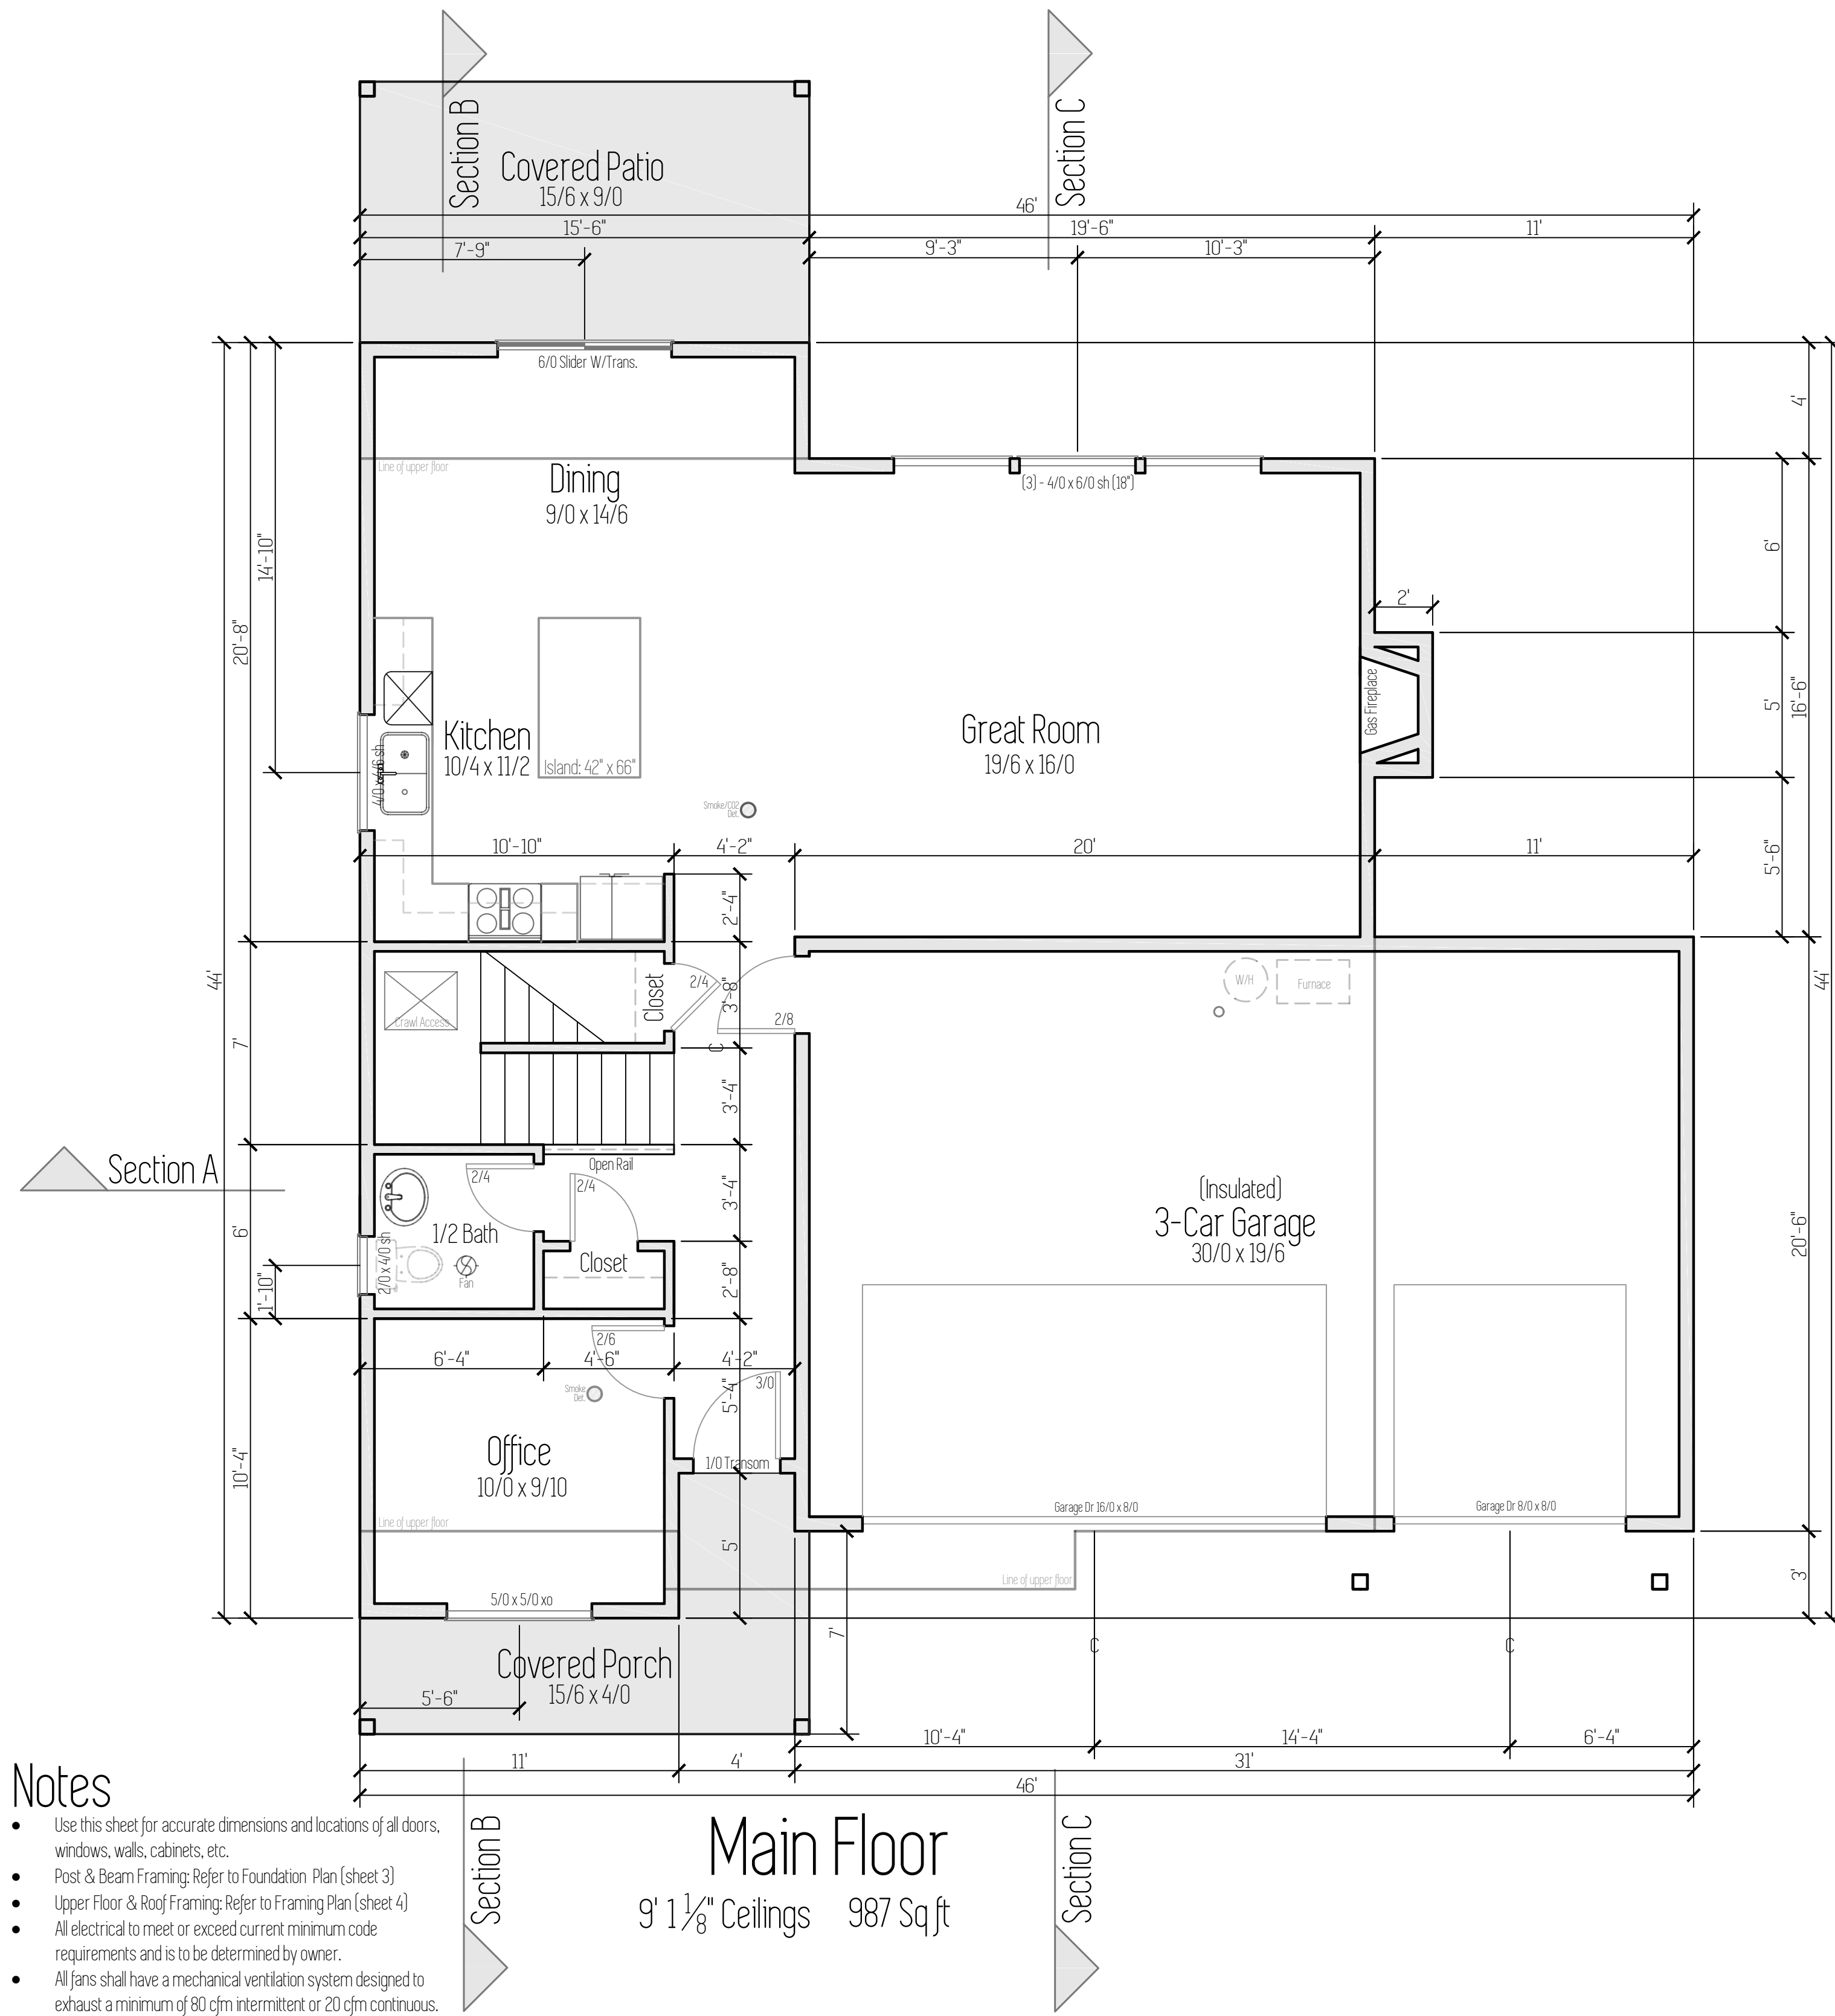 Section B
Section C
Covered Patio
15/6 x 9/0
46'
15'-6"
19'-6"
11'
7'-9"
9'-3"
10'-3"
6/0 Slider W/Trans.
Line of upper floor
Dining
9/0 x 14/6
(3) - 4/0 x 6/0 sh (18")
4'
6'
14'-10"
20'-8"
2'
Gas Fireplace
5'
16'-6"
Kitchen
10/4 x 11/2
Island: 42" x 66"
4/0 x 4/6 sh
Great Room
19/6 x 16/0
Smoke/CO2
Det.
10'-10"
4'-2"
20'
11'
5'-6"
2'-4"
44'
44'
Closet
2/4
3'-8"
2/8
C
W/H
Furnace
Crawl Access
7'
3'-4"
Section A
Open Rail
2/4
2/4
3'-4"
(Insulated)
3-Car Garage
30/0 x 19/6
20'-6"
6'
1/2 Bath
2/0 x 4/0 sh
Fan
Closet
2'-8"
1'-10"
2/6
6'-4"
4'-6"
4'-2"
5'-4"
3/0
Smoke
Det.
Office
10/0 x 9/10
10'-4"
1/0 Transom
Line of upper floor
Garage Dr 16/0 x 8/0
Garage Dr 8/0 x 8/0
5'
Line of upper floor
3'
5/0 x 5/0 xo
7'
C
C
Covered Porch
15/6 x 4/0
5'-6"
10'-4"
14'-4"
6'-4"
11'
4'
31'
46'
Section B
Section C
Main Floor
9' 1 1/8" Ceilings 987 Sq ft
Notes
• Use this sheet for accurate dimensions and locations of all doors,
windows, walls, cabinets, etc.
• Post & Beam Framing: Refer to Foundation Plan (sheet 3)
• Upper Floor & Roof Framing: Refer to Framing Plan (sheet 4)
• All electrical to meet or exceed current minimum code
requirements and is to be determined by owner.
• All fans shall have a mechanical ventilation system designed to
exhaust a minimum of 80 cfm intermittent or 20 cfm continuous.